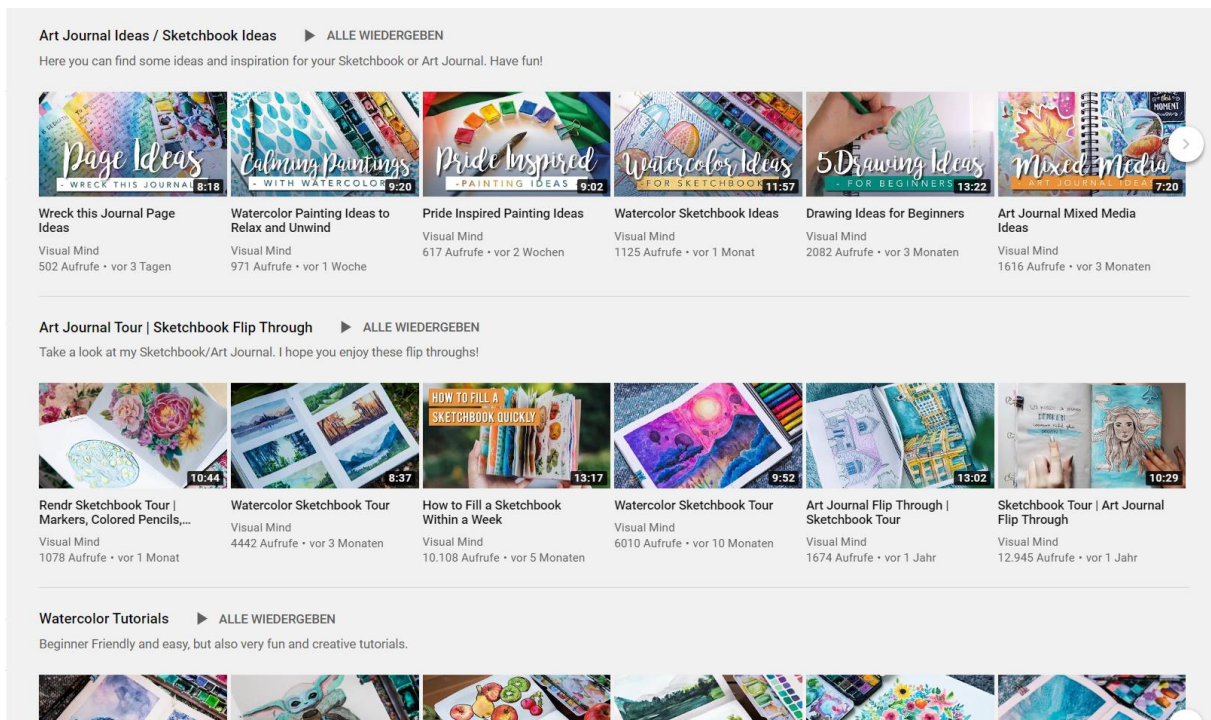 Art Journal Ideas / Sketchbook Ideas ALLE WIEDERGEBEN
Here you can find some ideas and inspiration for your Sketchbook or Art Journal. Have fun!
Page Ideas
- WRECK THIS JOURNAL
8:18
Calming Paintings
- WITH WATERCOLOR
9:20
Pride Inspired
-PAINTING IDEAS
9:02
Watercolor Ideas
-FOR SKETCHBOOK
11:57
5 Drawing Ideas
- FOR BEGINNERS
13:22
MOMENT
Mixed Media
- ART JOURNAL IDEA
7:20
Wreck this Journal Page
Ideas
Visual Mind
502 Aufrufe • vor 3 Tagen
Watercolor Painting Ideas to
Relax and Unwind
Visual Mind
971 Aufrufe • vor 1 Woche
Pride Inspired Painting Ideas
Visual Mind
617 Aufrufe • vor 2 Wochen
Watercolor Sketchbook Ideas
Visual Mind
1125 Aufrufe • vor 1 Monat
Drawing Ideas for Beginners
Visual Mind
2082 Aufrufe • vor 3 Monaten
Art Journal Mixed Media
Ideas
Visual Mind
1616 Aufrufe • vor 3 Monaten
Art Journal Tour | Sketchbook Flip Through ALLE WIEDERGEBEN
Take a look at my Sketchbook/Art Journal. I hope you enjoy these flip throughs!
10:44
8:37
HOW TO FILL A
SKETCHBOOK QUICKLY
13:17
9:52
13:02
10:29
Rendr Sketchbook Tour |
Markers, Colored Pencils,...
Visual Mind
1078 Aufrufe • vor 1 Monat
Watercolor Sketchbook Tour
Visual Mind
4442 Aufrufe • vor 3 Monaten
How to Fill a Sketchbook
Within a Week
Visual Mind
10.108 Aufrufe • vor 5 Monaten
Watercolor Sketchbook Tour
Visual Mind
6010 Aufrufe • vor 10 Monaten
Art Journal Flip Through |
Sketchbook Tour
Visual Mind
1674 Aufrufe • vor 1 Jahr
Sketchbook Tour | Art Journal
Flip Through
Visual Mind
12.945 Aufrufe • vor 1 Jahr
Watercolor Tutorials ALLE WIEDERGEBEN
Beginner Friendly and easy, but also very fun and creative tutorials.